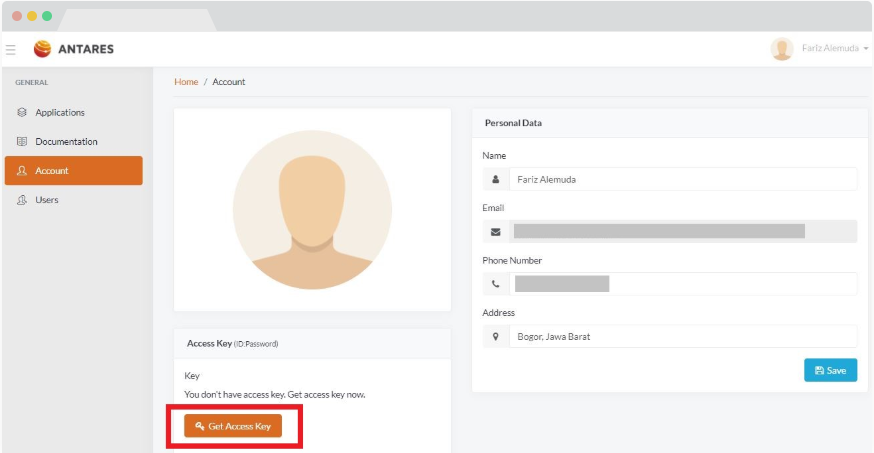 ANTARES
Fariz Alemuda
GENERAL
Applications
Documentation
Account
Users
Home / Account
Access Key (ID:Password)
Key
You don't have access key. Get access key now.
Get Access Key
Personal Data
Name
Fariz Alemuda
Email
Phone Number
Address
Bogor, Jawa Barat
Save